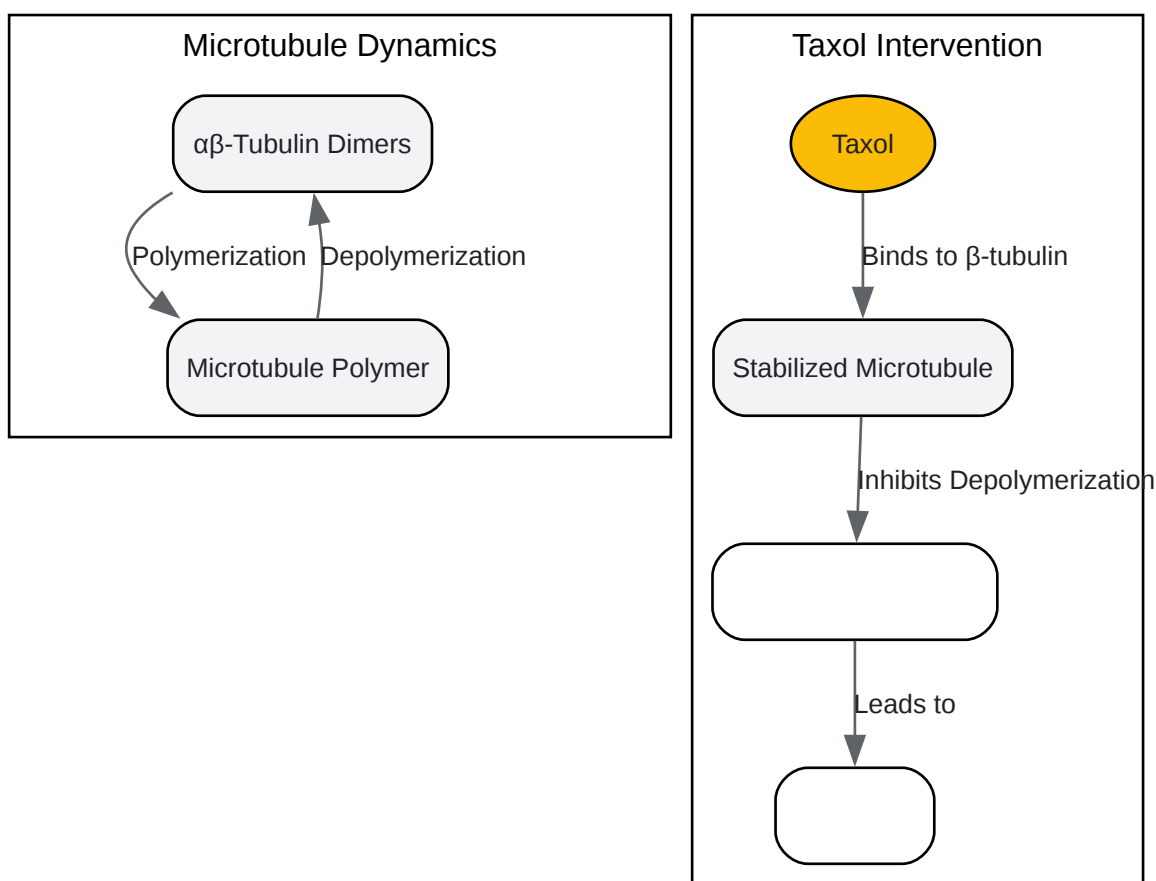 Microtubule Dynamics
αβ-Tubulin Dimers
Polymerization
Depolymerization
Microtubule Polymer
Taxol Intervention
Taxol
Binds to β-tubulin
Stabilized Microtubule
Inhibits Depolymerization
Leads to